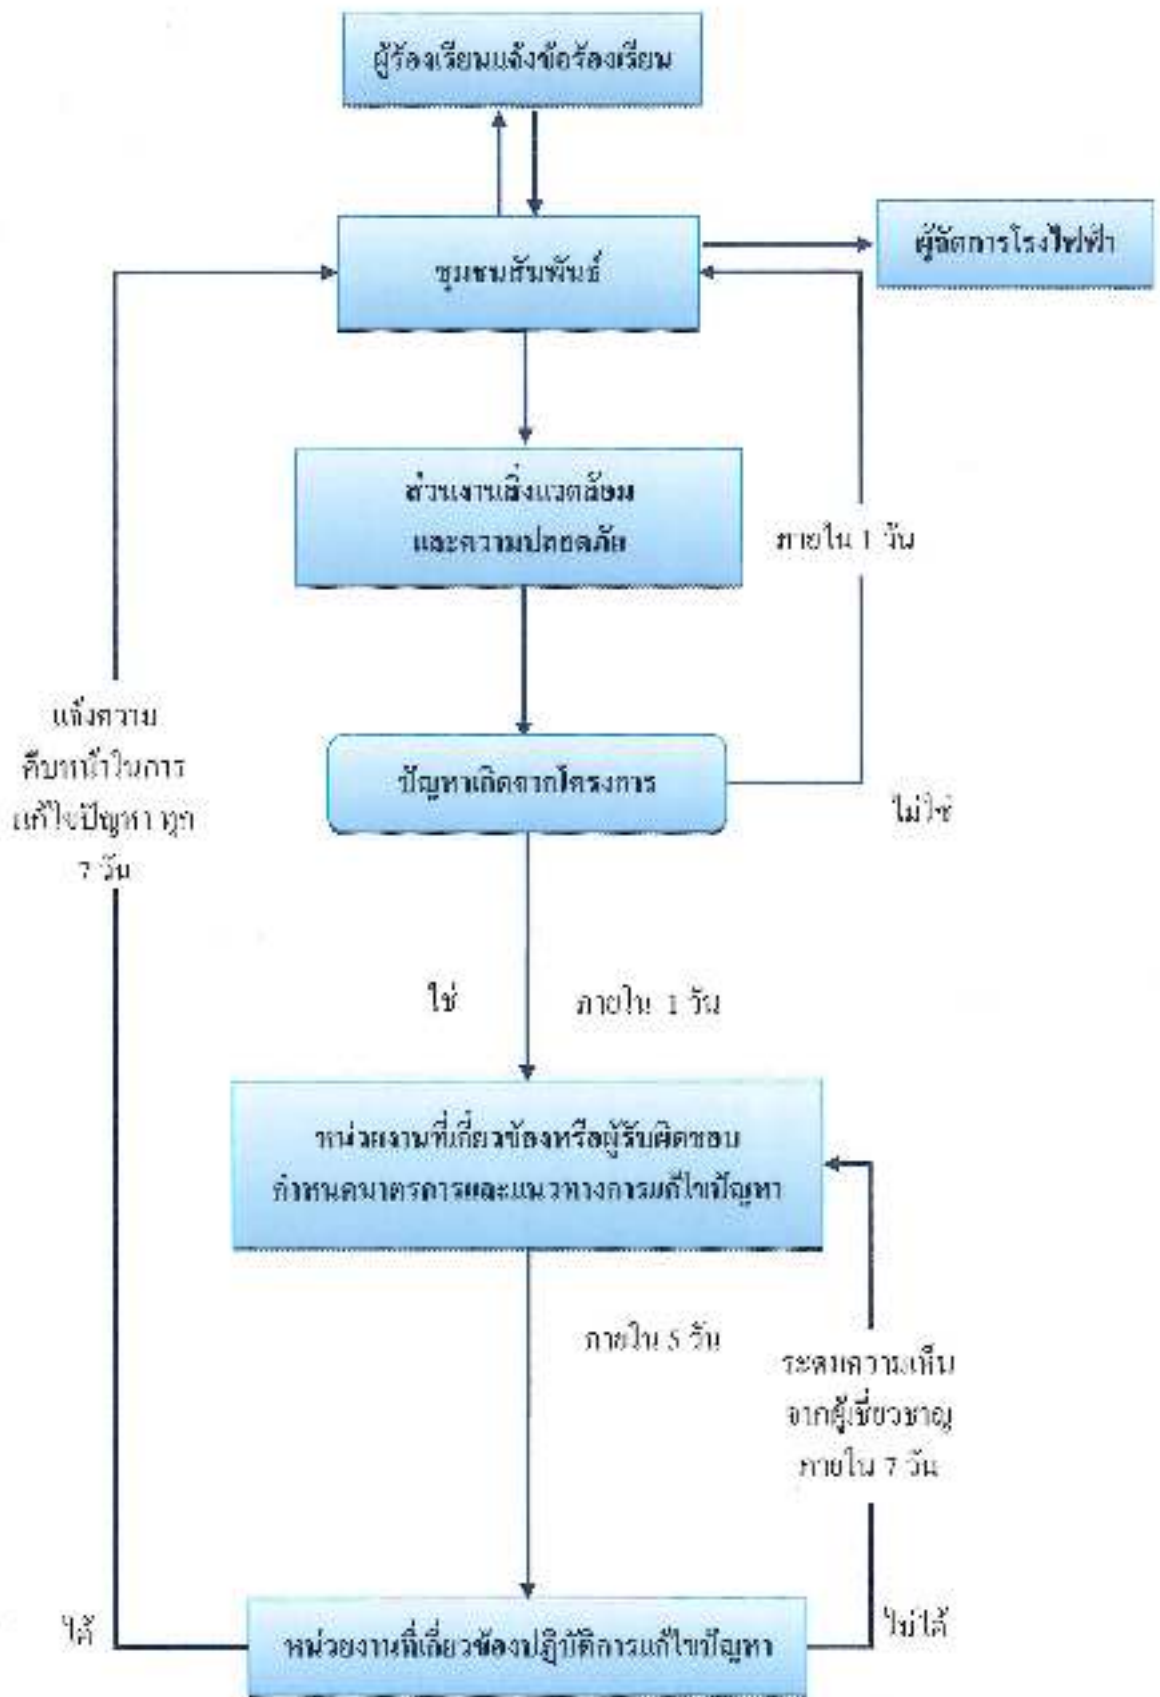 ผู้ร้องเรียนแจ้งข้อร้องเรียน
ผู้จัดการโรงไฟฟ้า
ชุมชนสัมพันธ์
ส่วนงานสิ่งแวดล้อม
และความปลอดภัย
ภายใน 1 วัน
แจ้งความ
คืบหน้าในการ
แก้ไขปัญหา ทุก
7 วัน
ปัญหาเกิดจากโครงการ
ไม่ใช่
ใช่
ภายใน 1 วัน
หน่วยงานที่เกี่ยวข้องหรือผู้รับผิดชอบ
กำหนดมาตรการและแนวทางการแก้ไขปัญหา
ภายใน 5 วัน
ระดมความเห็น
จากผู้เชี่ยวชาญ
ภายใน 7 วัน
ได้
หน่วยงานที่เกี่ยวข้องปฏิบัติการแก้ไขปัญหา
ไม่ได้